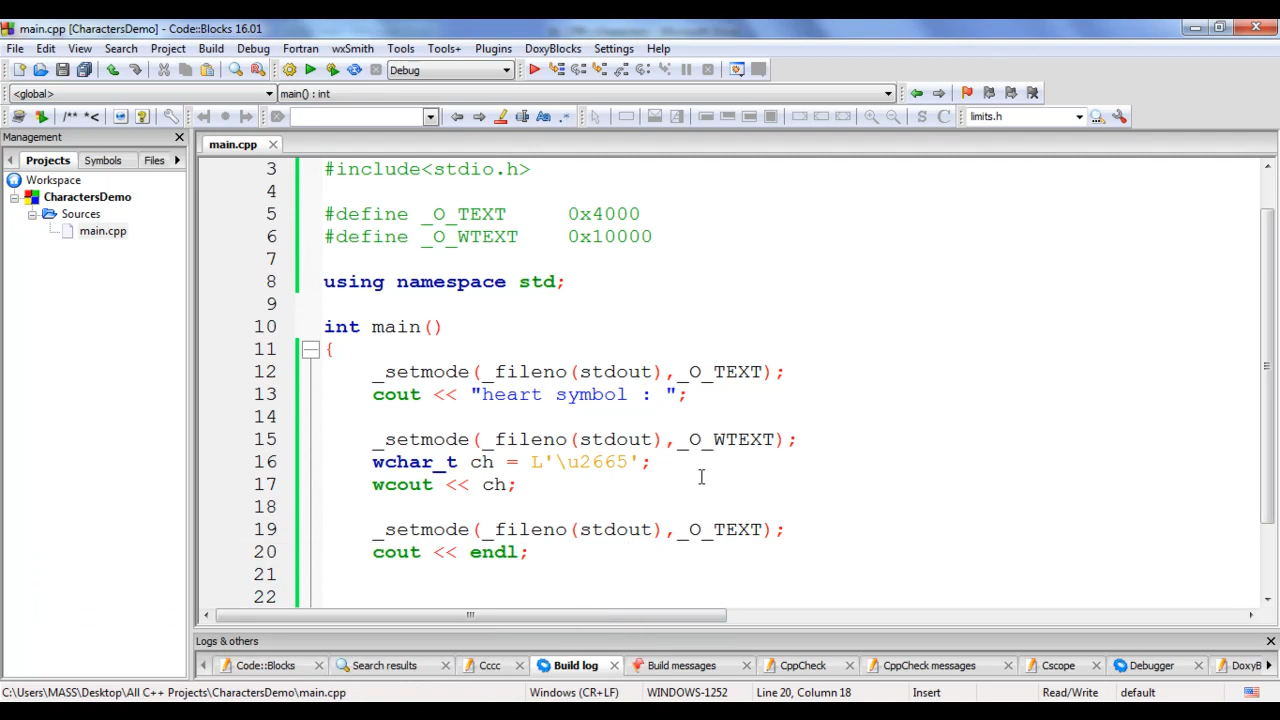 main.cpp [CharactersDemo] - Code::Blocks 16.01
File Edit View Search Project Build Debug Fortran wxSmith Tools Tools+ Plugins DoxyBlocks Settings Help
Debug
<global> main() : int
/** *< S C limits.h
Management
main.cpp
Projects Symbols Files
Workspace
CharactersDemo
Sources
main.cpp
3 #include<stdio.h>
4
5 #define _O_TEXT 0x4000
6 #define _O_WTEXT 0x10000
7
8 using namespace std;
9
10 int main()
11 {
12 _setmode(_fileno(stdout),_O_TEXT);
13 cout << "heart symbol : ";
14
15 _setmode(_fileno(stdout),_O_WTEXT);
16 wchar_t ch = L'\u2665';
17 wcout << ch;
18
19 _setmode(_fileno(stdout),_O_TEXT);
20 cout << endl;
21
22
Logs & others
Code::Blocks Search results Cccc Build log Build messages CppCheck CppCheck messages Cscope Debugger DoxyB
C:\Users\MASS\Desktop\All C++ Projects\CharactersDemo\main.cpp Windows (CR+LF) WINDOWS-1252 Line 20, Column 18 Insert Read/Write default